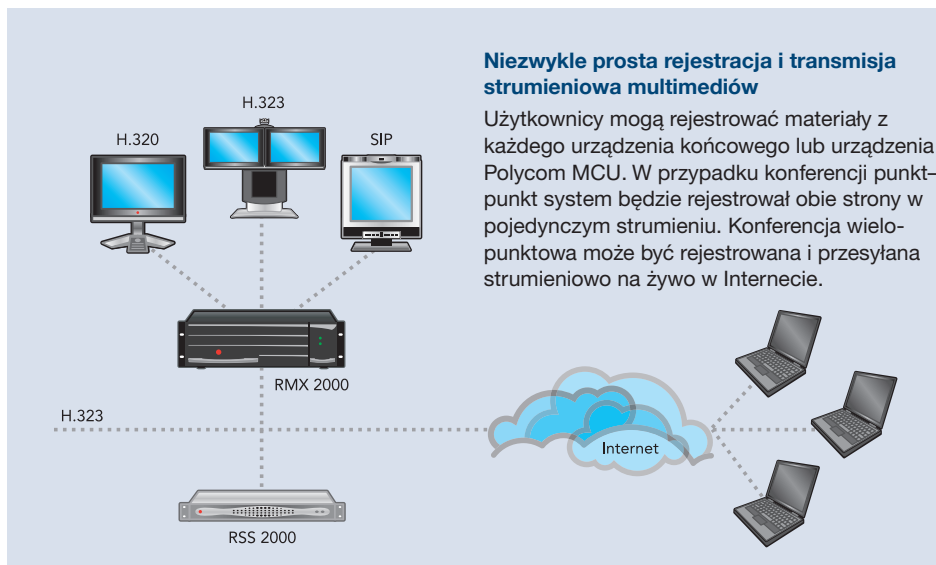 Niezwykle prosta rejestracja i transmisja
strumieniowa multimediów
Użytkownicy mogą rejestrować materiały z
każdego urządzenia końcowego lub urządzenia
Polycom MCU. W przypadku konferencji punkt–
punkt system będzie rejestrował obie strony w
pojedynczym strumieniu. Konferencja wielo-
punktowa może być rejestrowana i przesyłana
strumieniowo na żywo w Internecie.
H.320
H.323
SIP
RMX 2000
H.323
Internet
RSS 2000